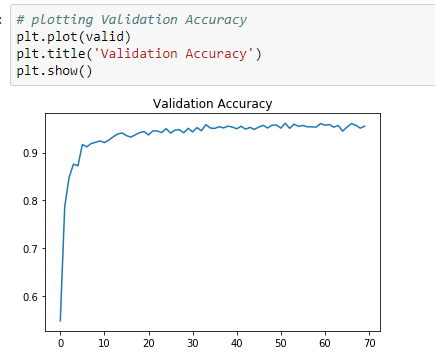 # plotting Validation Accuracy
plt.plot(valid)
plt.title('Validation Accuracy')
plt.show()
Validation Accuracy
0.9
0.8
0.7
0.6
0 10 20 30 40 50 60 70